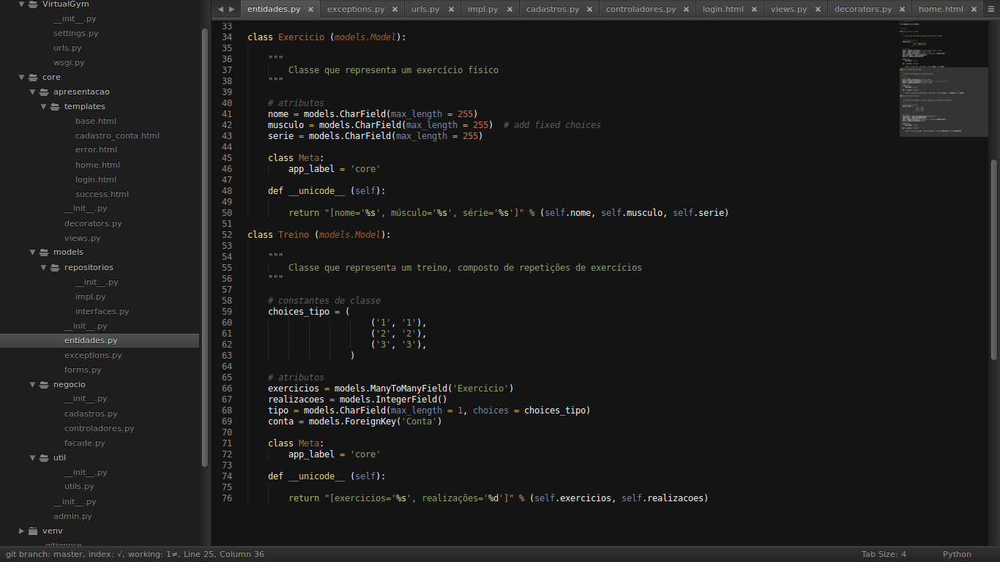 VirtualGym
__init__.py
settings.py
urls.py
wsgi.py
core
apresentacao
templates
base.html
cadastro_conta.html
error.html
home.html
login.html
success.html
__init__.py
decorators.py
views.py
models
repositorios
__init__.py
impl.py
interfaces.py
__init__.py
entidades.py
exceptions.py
forms.py
negocio
__init__.py
cadastros.py
controladores.py
facade.py
util
__init__.py
utils.py
__init__.py
admin.py
venv
.gitignore
entidades.py × exceptions.py × urls.py × impl.py × cadastros.py × controladores.py × login.html × views.py × decorators.py × home.html ×
33
34 class Exercicio (models.Model):
35
36 """
37 Classe que representa um exercício físico
38 """
39
40 # atributos
41 nome = models.CharField(max_length = 255)
42 musculo = models.CharField(max_length = 255)  # add fixed choices
43 serie = models.CharField(max_length = 255)
44
45 class Meta:
46 app_label = 'core'
47
48 def __unicode__ (self):
49
50 return "[nome='%s', músculo='%s', série='%s']" % (self.nome, self.musculo, self.serie)
51
52 class Treino (models.Model):
53
54 """
55 Classe que representa um treino, composto de repetições de exercícios
56 """
57
58 # constantes de classe
59 choices_tipo = (
60 ('1', '1'),
61 ('2', '2'),
62 ('3', '3'),
63 )
64
65 # atributos
66 exercicios = models.ManyToManyField('Exercicio')
67 realizacoes = models.IntegerField()
68 tipo = models.CharField(max_length = 1, choices = choices_tipo)
69 conta = models.ForeignKey('Conta')
70
71 class Meta:
72 app_label = 'core'
73
74 def __unicode__ (self):
75
76 return "[exercicios='%s', realizações='%d']" % (self.exercicios, self.realizacoes)
git branch: master, index: √, working: 1≠, Line 25, Column 36
Tab Size: 4
Python